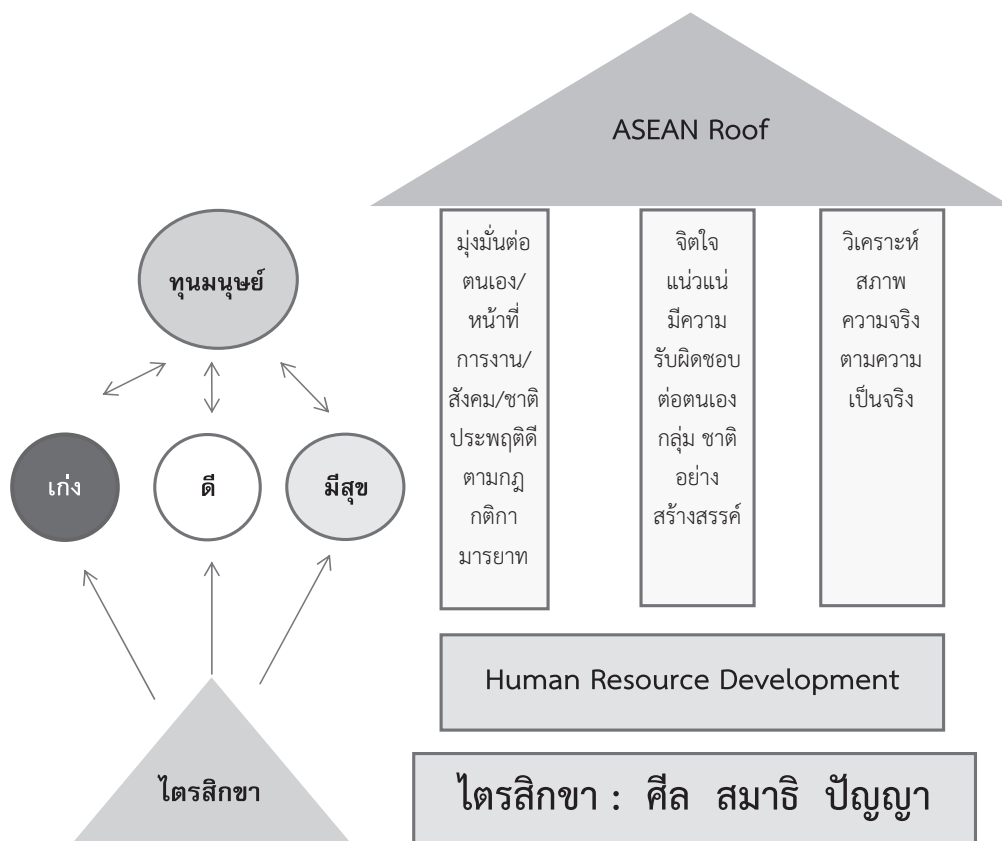 ASEAN Roof
ทุนมนุษย์
เก่ง
ดี
มีสุข
ไตรสิกขา
มุ่งมั่นต่อ
ตนเอง/
หน้าที่
การงาน/
สังคม/ชาติ
ประพฤติดี
ตามกฎ
กติกา
มารยาท
จิตใจ
แน่วแน่
มีความ
รับผิดชอบ
ต่อตนเอง
กลุ่ม ชาติ
อย่าง
สร้างสรรค์
วิเคราะห์
สภาพ
ความจริง
ตามความ
เป็นจริง
Human Resource Development
ไตรสิกขา : ศีล สมาธิ ปัญญา